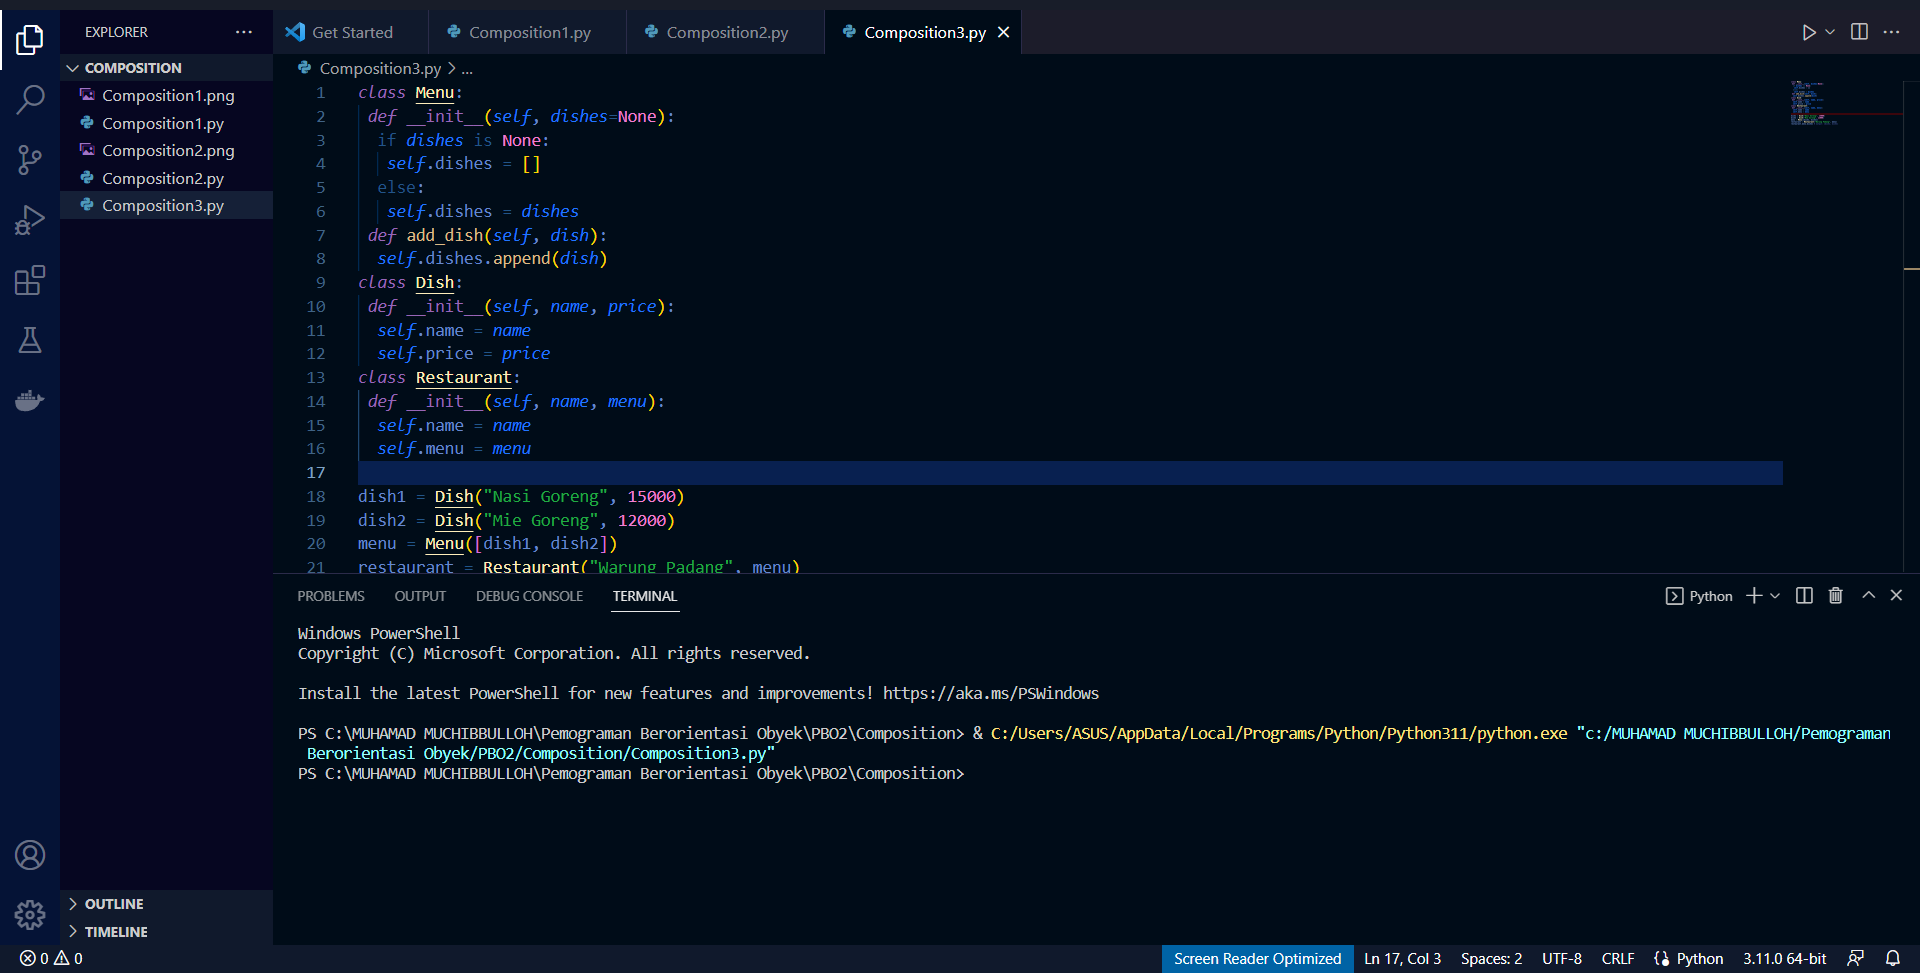 EXPLORER ...
Get Started
Composition1.py
Composition2.py
Composition3.py
COMPOSITION
Composition1.png
Composition1.py
Composition2.png
Composition2.py
Composition3.py
Composition3.py > ...
1 class Menu:
2 def __init__(self, dishes=None):
3 if dishes is None:
4 self.dishes = []
5 else:
6 self.dishes = dishes
7 def add_dish(self, dish):
8 self.dishes.append(dish)
9 class Dish:
10 def __init__(self, name, price):
11 self.name = name
12 self.price = price
13 class Restaurant:
14 def __init__(self, name, menu):
15 self.name = name
16 self.menu = menu
17
18 dish1 = Dish("Nasi Goreng", 15000)
19 dish2 = Dish("Mie Goreng", 12000)
20 menu = Menu([dish1, dish2])
21 restaurant = Restaurant("Warung Padang", menu)
PROBLEMS OUTPUT DEBUG CONSOLE TERMINAL
Python
Windows PowerShell
Copyright (C) Microsoft Corporation. All rights reserved.
Install the latest PowerShell for new features and improvements! https://aka.ms/PSWindows
PS C:\MUHAMAD MUCHIBBULLOH\Pemograman Berorientasi Obyek\PBO2\Composition> & C:/Users/ASUS/AppData/Local/Programs/Python/Python311/python.exe "c:/MUHAMAD MUCHIBBULLOH/Pemograman
Berorientasi Obyek/PBO2/Composition/Composition3.py"
PS C:\MUHAMAD MUCHIBBULLOH\Pemograman Berorientasi Obyek\PBO2\Composition>
OUTLINE
TIMELINE
0 0
Screen Reader Optimized
Ln 17, Col 3
Spaces: 2
UTF-8
CRLF
Python
3.11.0 64-bit